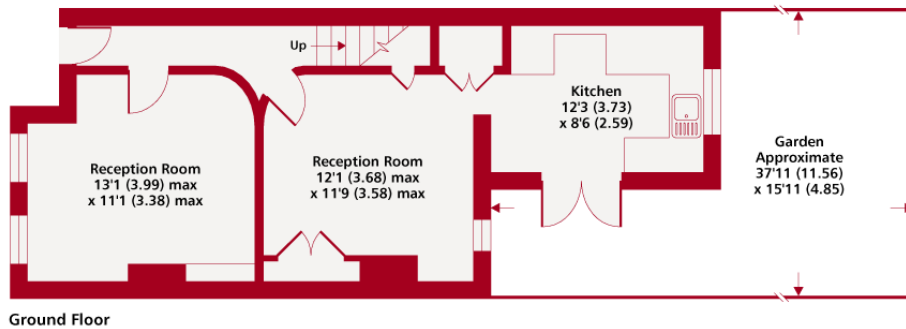 Up
Kitchen
12'3 (3.73)
x 8'6 (2.59)
Reception Room
13'1 (3.99) max
x 11'1 (3.38) max
Reception Room
12'1 (3.68) max
x 11'9 (3.58) max
Garden
Approximate
37'11 (11.56)
x 15'11 (4.85)
Ground Floor